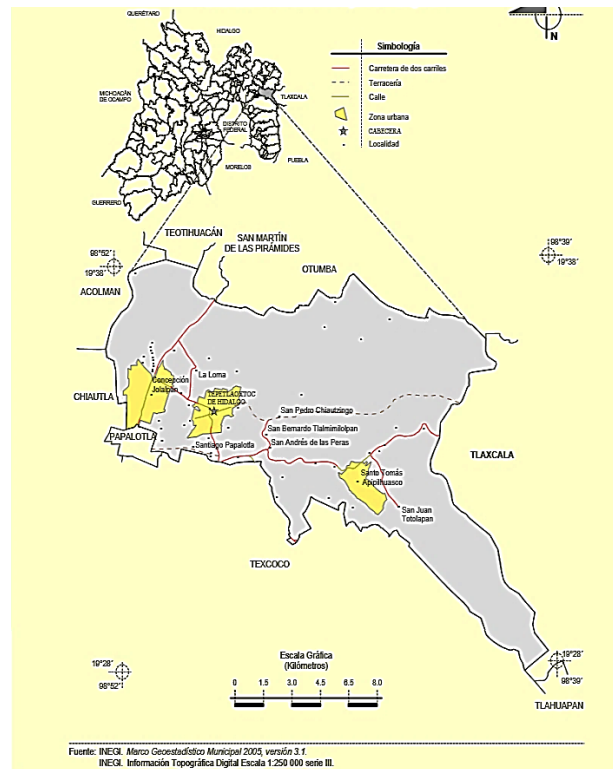 QUERÉTARO
HIDALGO
MICHOACÁN
DE OCAMPO
TLAXCALA
DISTRITO
FEDERAL
MORELOS
PUEBLA
GUERRERO
N
Simbología
Carretera de dos carriles
Terracería
Calle
Zona urbana
CABECERA
Localidad
TEOTIHUACÁN
SAN MARTÍN
DE LAS PIRÁMIDES
OTUMBA
98°52´
19°38´
98°39´
19°38´
ACOLMAN
CHIAUTLA
PAPALOTLA
La Loma
Concepción
Jolalpan
TEPETLAOXTOC
DE HIDALGO
San Pedro Chiautzingo
San Bernardo Tlalmimilolpan
San Andrés de las Peras
Santiago Papalotla
Santo Tomás
Apipilhuasco
San Juan
Totolapan
TLAXCALA
TEXCOCO
19°28´
98°52´
19°28´
98°39´
TLAHUAPAN
Escala Gráfica
(Kilómetros)
0 1.5 3.0 4.5 6.0 8.0
Fuente: INEGI. Marco Geoestadístico Municipal 2005, versión 3.1.
INEGI. Información Topográfica Digital Escala 1:250 000 serie III.